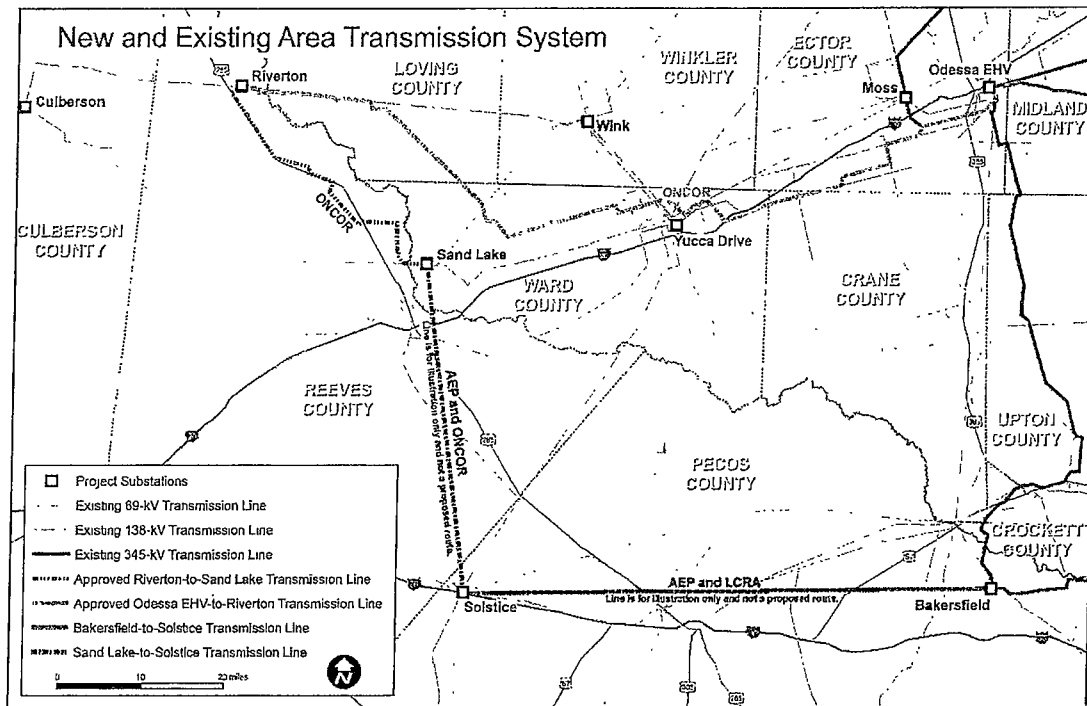 New and Existing Area Transmission System
LOVING
COUNTY
WINKLER
COUNTY
ECTOR
COUNTY
Odessa EHV
285
Riverton
Culberson
Wink
Moss
MIDLAND
COUNTY
385
ONCOR
ONCOR
Yucca Drive
CULBERSON
COUNTY
Sand Lake
WARD
COUNTY
CRANE
COUNTY
AEP and ONCOR
Line is for illustration only and not a proposed route.
REEVES
COUNTY
285
PECOS
COUNTY
UPTON
COUNTY
CROCKETT
COUNTY
AEP and LCRA
Line is for illustration only and not a proposed route.
Solstice
Bakersfield
67
Project Substations
Existing 69-kV Transmission Line
Existing 138-kV Transmission Line
Existing 345-kV Transmission Line
Approved Riverton-to-Sand Lake Transmission Line
Approved Odessa EHV-to-Riverton Transmission Line
Bakersfield-to-Solstice Transmission Line
Sand Lake-to-Solstice Transmission Line
0 10 20 miles
N